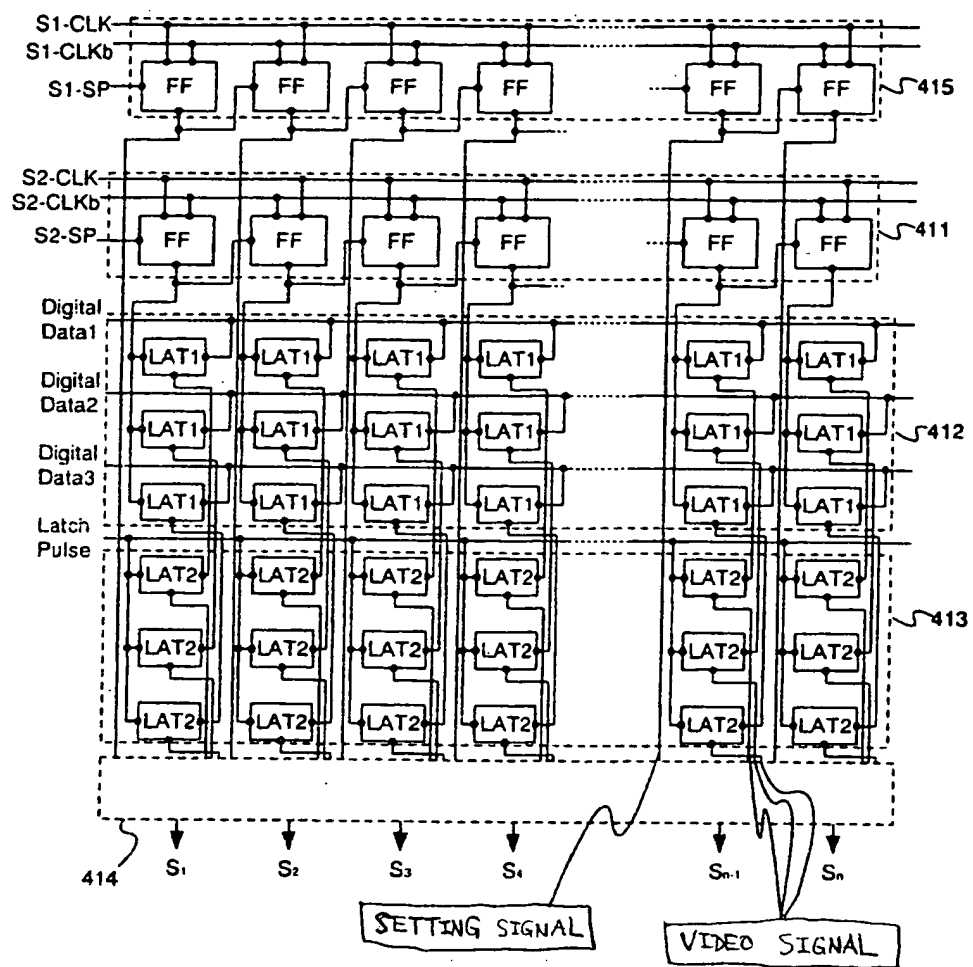 S1-CLK
S1-CLKb
S1-SP
FF FF FF FF FF FF
415
S2-CLK
S2-CLKb
S2-SP
FF FF FF FF FF FF
411
Digital
Data1
LAT1 LAT1 LAT1 LAT1 LAT1 LAT1
Digital
Data2
LAT1 LAT1 LAT1 LAT1 LAT1 LAT1
412
Digital
Data3
LAT1 LAT1 LAT1 LAT1 LAT1 LAT1
Latch
Pulse
LAT2 LAT2 LAT2 LAT2 LAT2 LAT2
413
LAT2 LAT2 LAT2 LAT2 LAT2 LAT2
LAT2 LAT2 LAT2 LAT2 LAT2 LAT2
414
S1 S2 S3 S4 Sn-1 Sn
SETTING SIGNAL
VIDEO SIGNAL